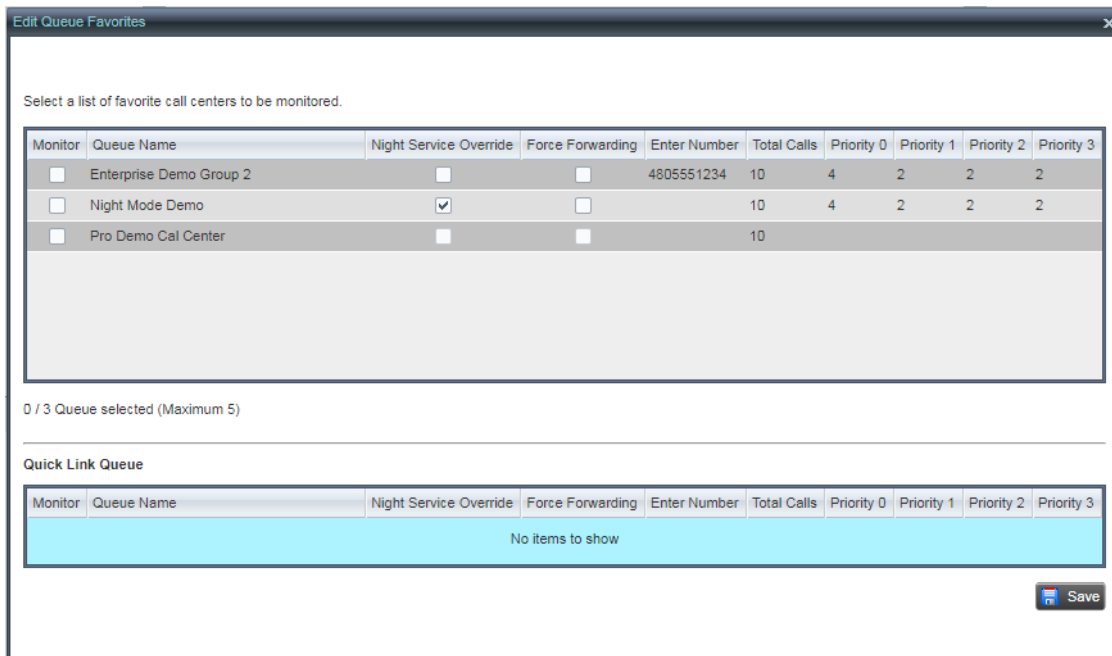 Edit Queue Favorites
Select a list of favorite call centers to be monitored.
Monitor Queue Name Night Service Override Force Forwarding Enter Number Total Calls Priority 0 Priority 1 Priority 2 Priority 3
Enterprise Demo Group 2 4805551234 10 4 2 2 2
Night Mode Demo 10 4 2 2 2
Pro Demo Cal Center 10
0 / 3 Queue selected (Maximum 5)
Quick Link Queue
Monitor Queue Name Night Service Override Force Forwarding Enter Number Total Calls Priority 0 Priority 1 Priority 2 Priority 3
No items to show
Save